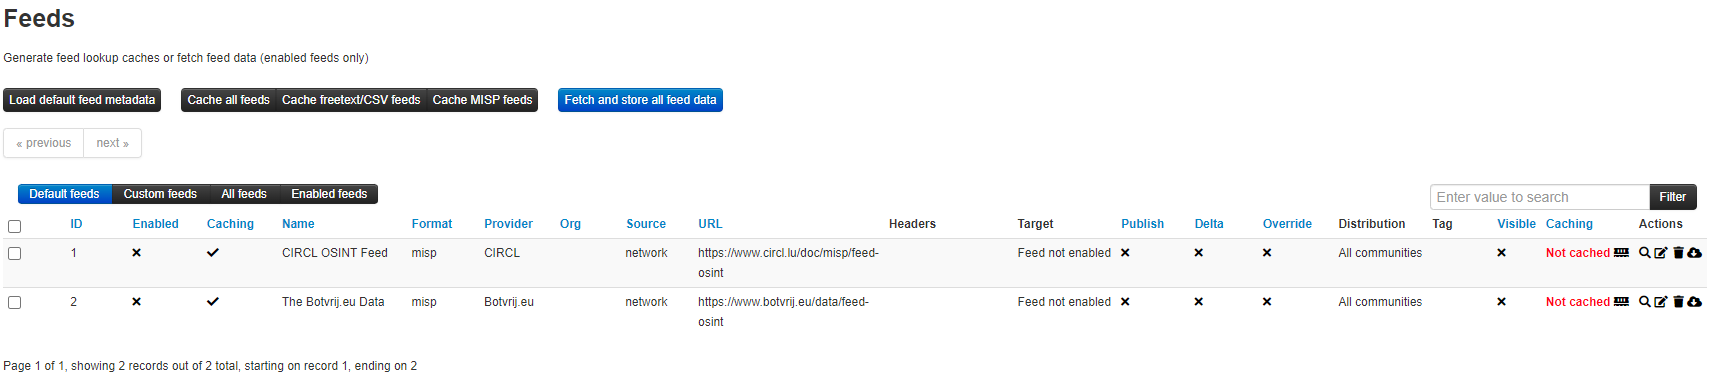 Feeds
Generate feed lookup caches or fetch feed data (enabled feeds only)
Load default feed metadata Cache all feeds Cache freetext/CSV feeds Cache MISP feeds Fetch and store all feed data
« previous next »
Default feeds Custom feeds All feeds Enabled feeds Enter value to search Filter
ID Enabled Caching Name Format Provider Org Source URL Headers Target Publish Delta Override Distribution Tag Visible Caching Actions
1 CIRCL OSINT Feed misp CIRCL network https://www.circl.lu/doc/misp/feed- Feed not enabled All communities Not cached
osint
2 The Botvrij.eu Data misp Botvrij.eu network https://www.botvrij.eu/data/feed- Feed not enabled All communities Not cached
osint
Page 1 of 1, showing 2 records out of 2 total, starting on record 1, ending on 2